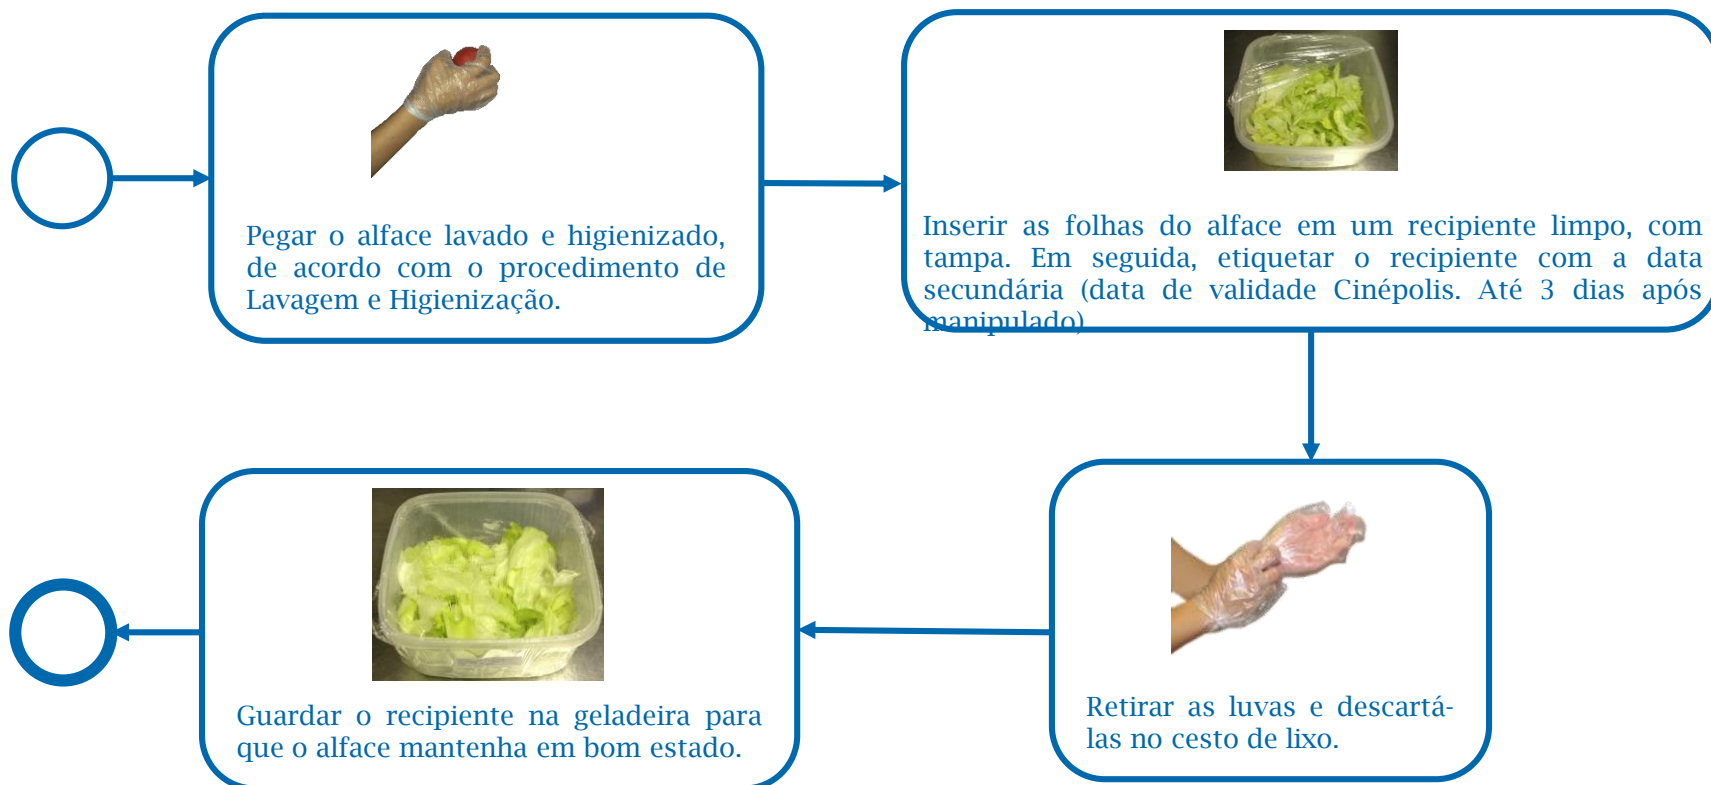 Pegar o alface lavado e higienizado,
de acordo com o procedimento de
Lavagem e Higienização.
Inserir as folhas do alface em um recipiente limpo, com
tampa. Em seguida, etiquetar o recipiente com a data
secundária (data de validade Cinépolis. Até 3 dias após
manipulado)
Retirar as luvas e descartá-
las no cesto de lixo.
Guardar o recipiente na geladeira para
que o alface mantenha em bom estado.